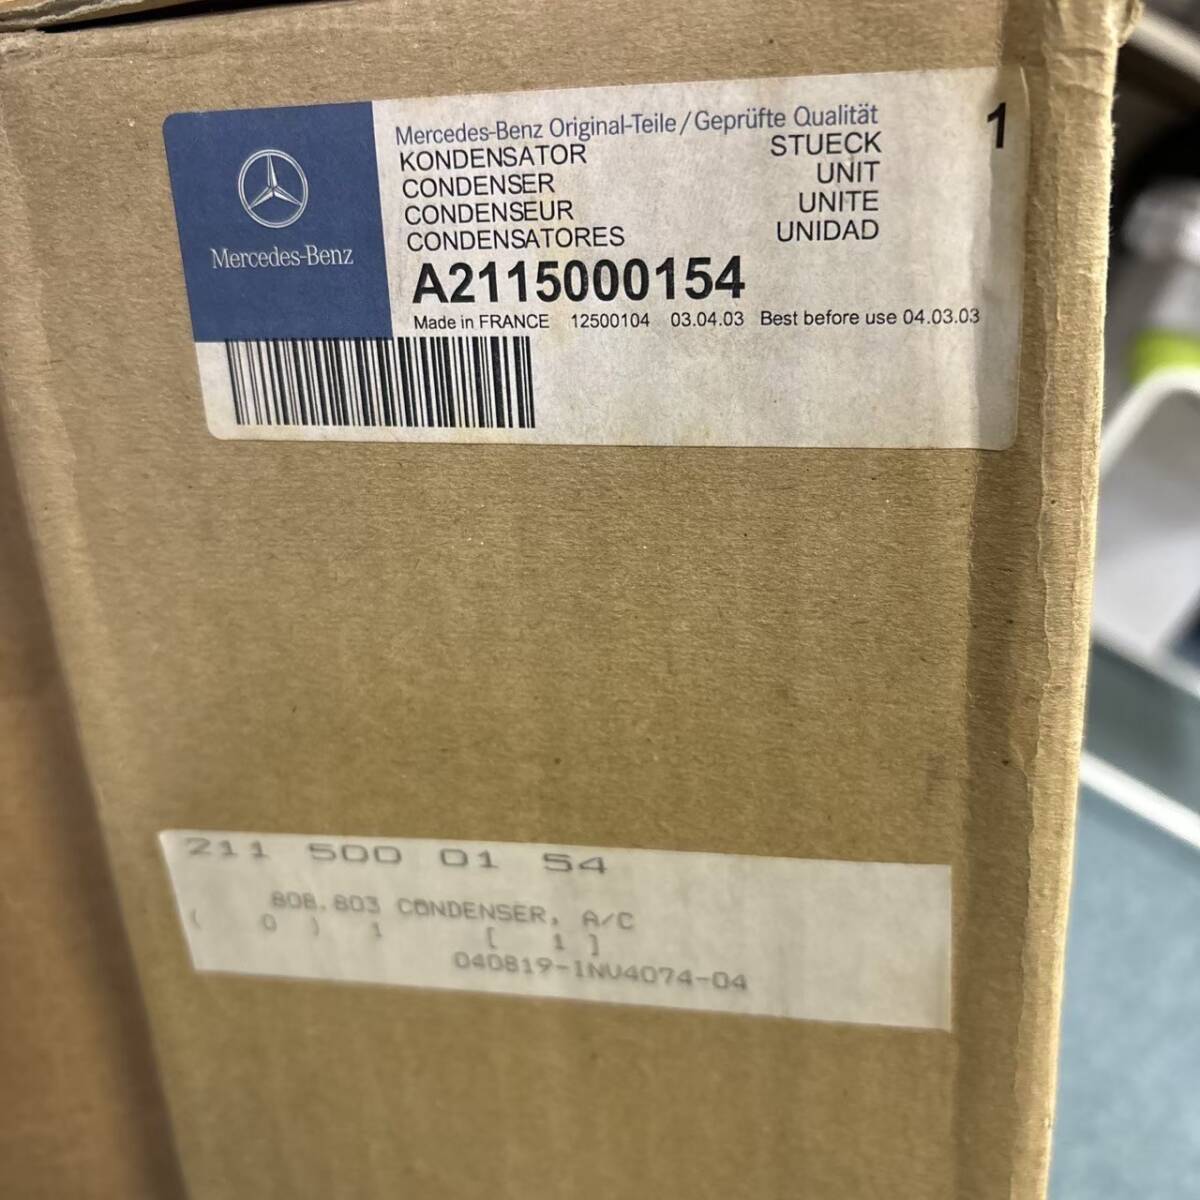 Mercedes-Benz
Mercedes-Benz Original-Teile/Geprüfte Qualität
KONDENSATOR STUECK 1
CONDENSER UNIT
CONDENSEUR UNITE
CONDENSATORES UNIDAD
A2115000154
Made in FRANCE 12500104 03.04.03 Best before use 04.03.03
211 500 01 54
808.803 CONDENSER, A/C
( 0 ) 1 [ 1 ]
040819-INV4074-04